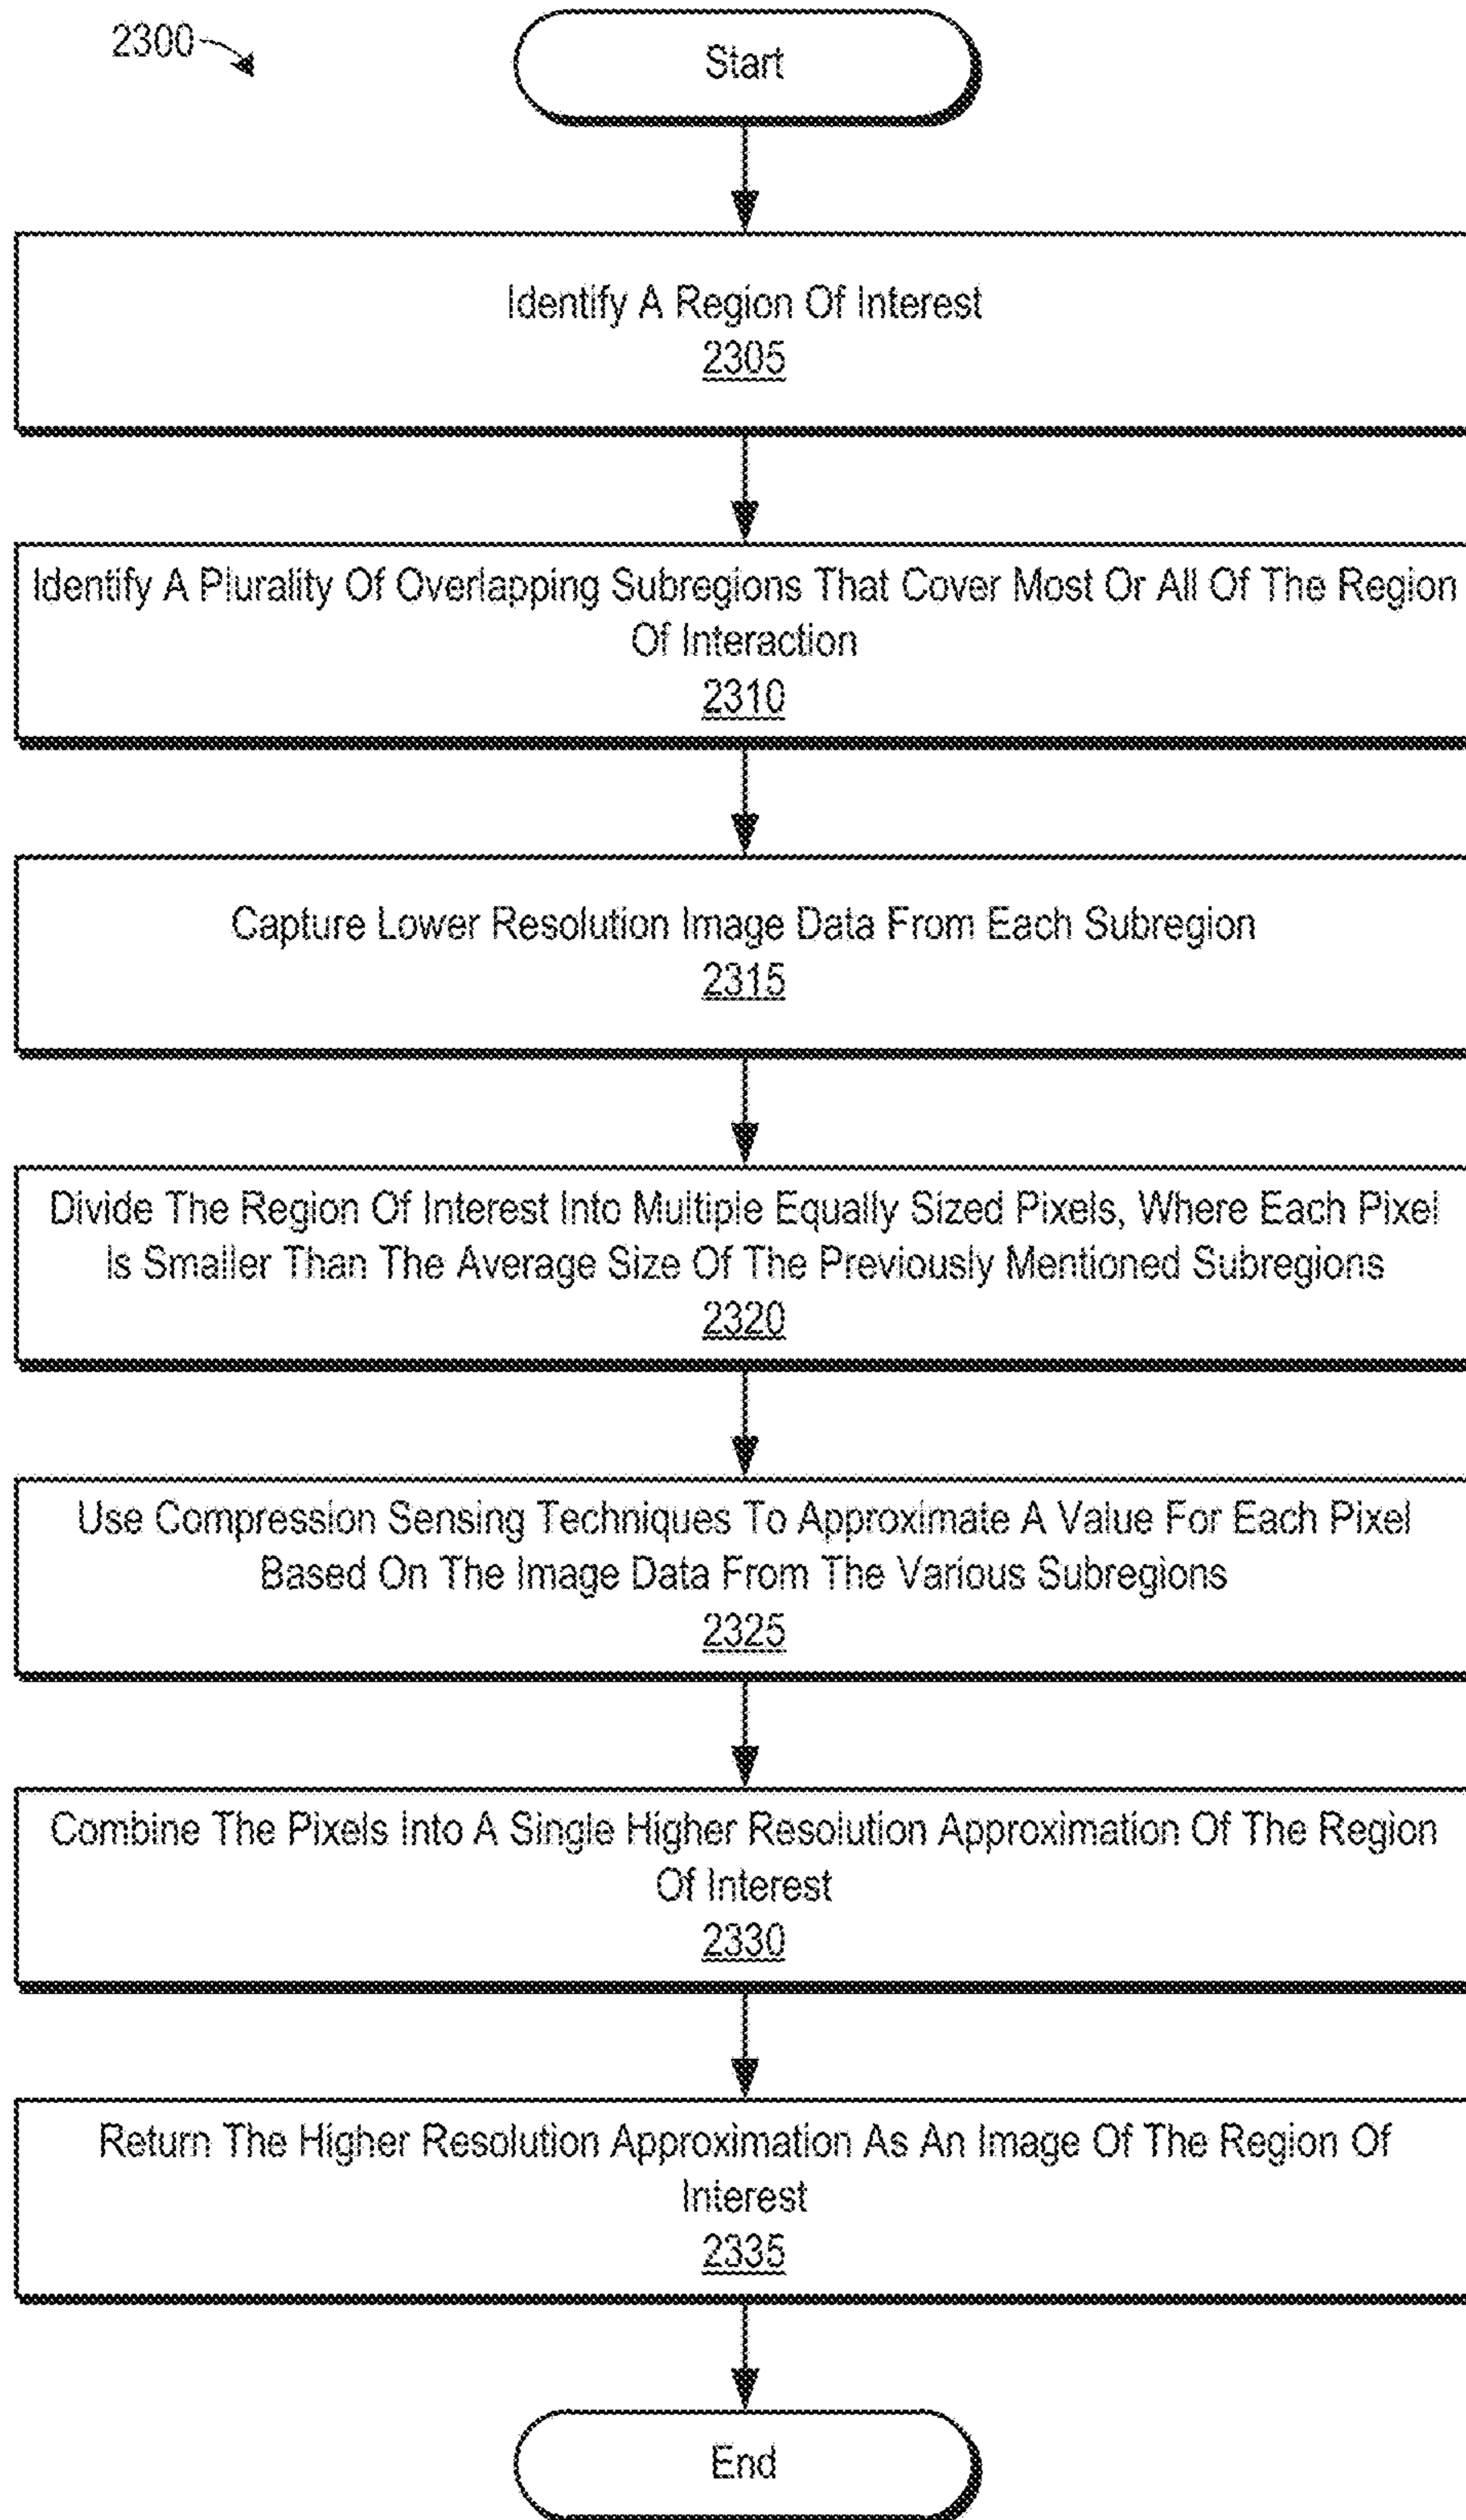 2300
Start
Identify A Region Of Interest
2305
Identify A Plurality Of Overlapping Subregions That Cover Most Or All Of The Region
Of Interaction
2310
Capture Lower Resolution Image Data From Each Subregion
2315
Divide The Region Of Interest Into Multiple Equally Sized Pixels, Where Each Pixel
Is Smaller Than The Average Size Of The Previously Mentioned Subregions
2320
Use Compression Sensing Techniques To Approximate A Value For Each Pixel
Based On The Image Data From The Various Subregions
2325
Combine The Pixels Into A Single Higher Resolution Approximation Of The Region
Of Interest
2330
Return The Higher Resolution Approximation As An Image Of The Region Of
Interest
2335
End